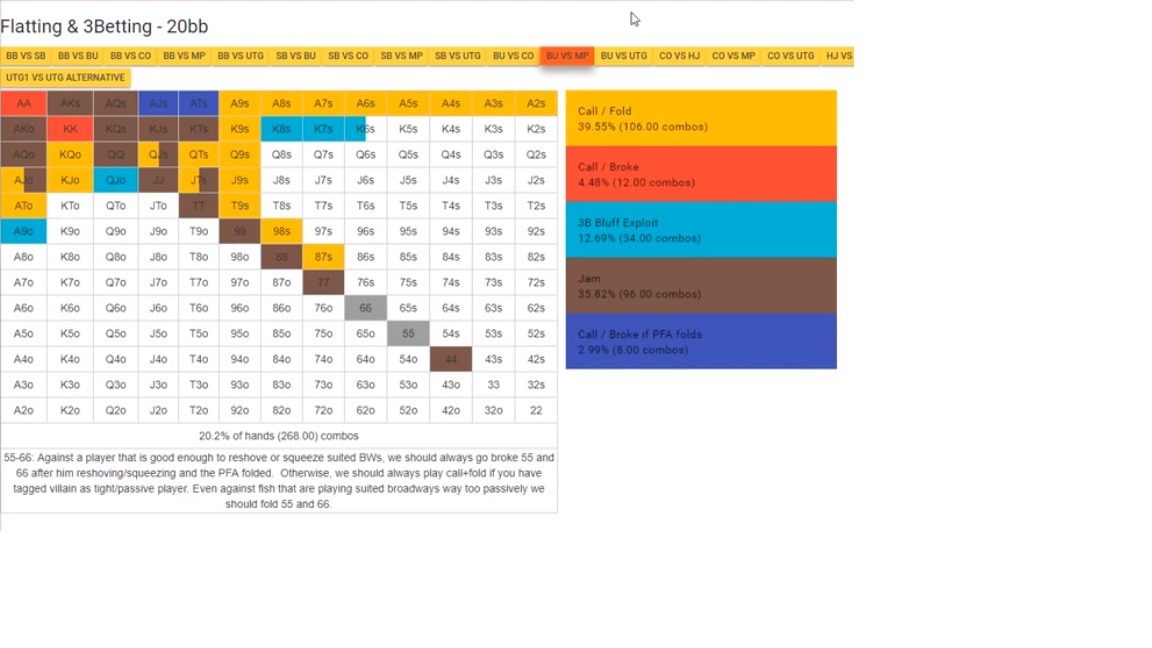 Flatting & 3Betting - 20bb
BB VS SB BB VS BU BB VS CO BB VS MP BB VS UTG SB VS BU SB VS CO SB VS MP SB VS UTG BU VS CO BU VS MP BU VS UTG CO VS HJ CO VS MP CO VS UTG HJ VS
UTG1 VS UTG ALTERNATIVE
AA AKs AQs AJs ATs A9s A8s A7s A6s A5s A4s A3s A2s
AKo KK KQs KJs KTs K9s K8s K7s K6s K5s K4s K3s K2s
AQo KQo QQ QJs QTs Q9s Q8s Q7s Q6s Q5s Q4s Q3s Q2s
AJo KJo QJo JJ JTs J9s J8s J7s J6s J5s J4s J3s J2s
ATo KTo QTo JTo TT T9s T8s T7s T6s T5s T4s T3s T2s
A9o K9o Q9o J9o T9o 99 98s 97s 96s 95s 94s 93s 92s
A8o K8o Q8o J8o T8o 98o 88 87s 86s 85s 84s 83s 82s
A7o K7o Q7o J7o T7o 97o 87o 77 76s 75s 74s 73s 72s
A6o K6o Q6o J6o T6o 96o 86o 76o 66 65s 64s 63s 62s
A5o K5o Q5o J5o T5o 95o 85o 75o 65o 55 54s 53s 52s
A4o K4o Q4o J4o T4o 94o 84o 74o 64o 54o 44 43s 42s
A3o K3o Q3o J3o T3o 93o 83o 73o 63o 53o 43o 33 32s
A2o K2o Q2o J2o T2o 92o 82o 72o 62o 52o 42o 32o 22
20.2% of hands (268.00) combos
55-66: Against a player that is good enough to reshove or squeeze suited BWs, we should always go broke 55 and
66 after him reshoving/squeezing and the PFA folded. Otherwise, we should always play call+fold if you have
tagged villain as tight/passive player. Even against fish that are playing suited broadways way too passively we
should fold 55 and 66.
Call / Fold
39.55% (106.00 combos)
Call / Broke
4.48% (12.00 combos)
3B Bluff Exploit
12.69% (34.00 combos)
Jam
35.82% (96.00 combos)
Call / Broke if PFA folds
2.99% (8.00 combos)